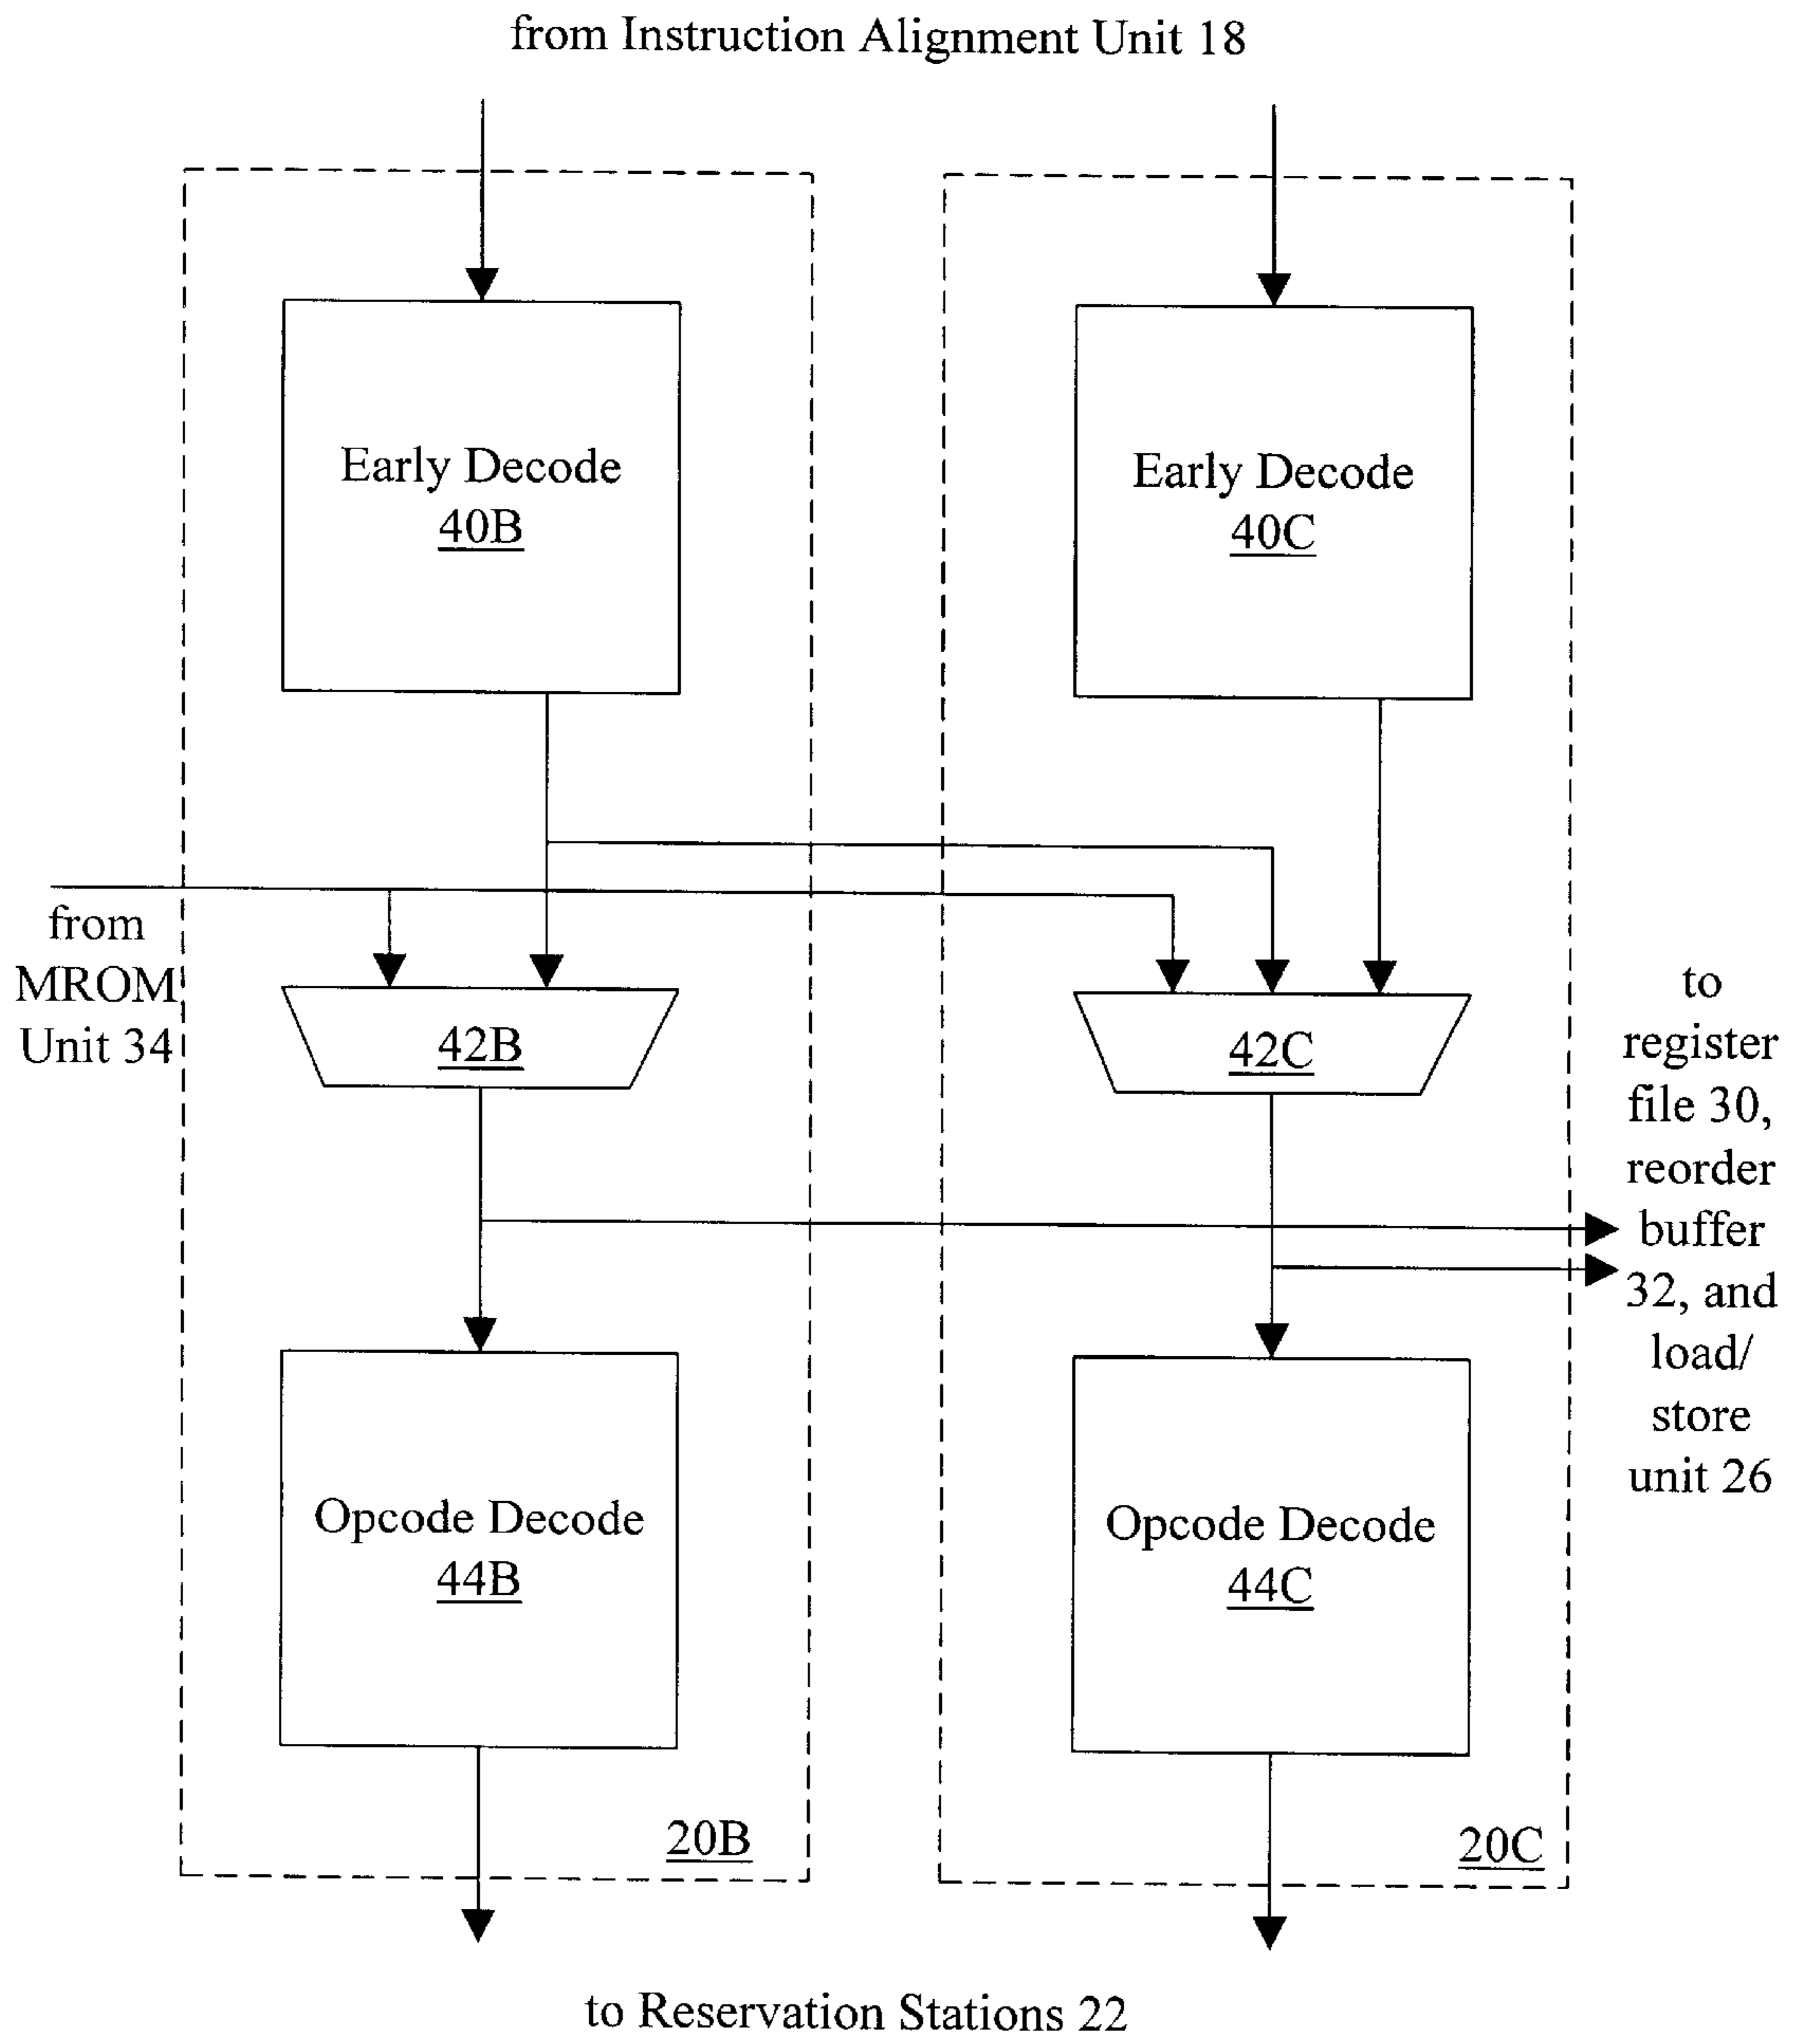 from Instruction Alignment Unit 18
Early Decode
40B
Early Decode
40C
from
MROM
Unit 34
42B
42C
to
register
file 30,
reorder
buffer
32, and
load/
store
unit 26
Opcode Decode
44B
Opcode Decode
44C
20B
20C
to Reservation Stations 22